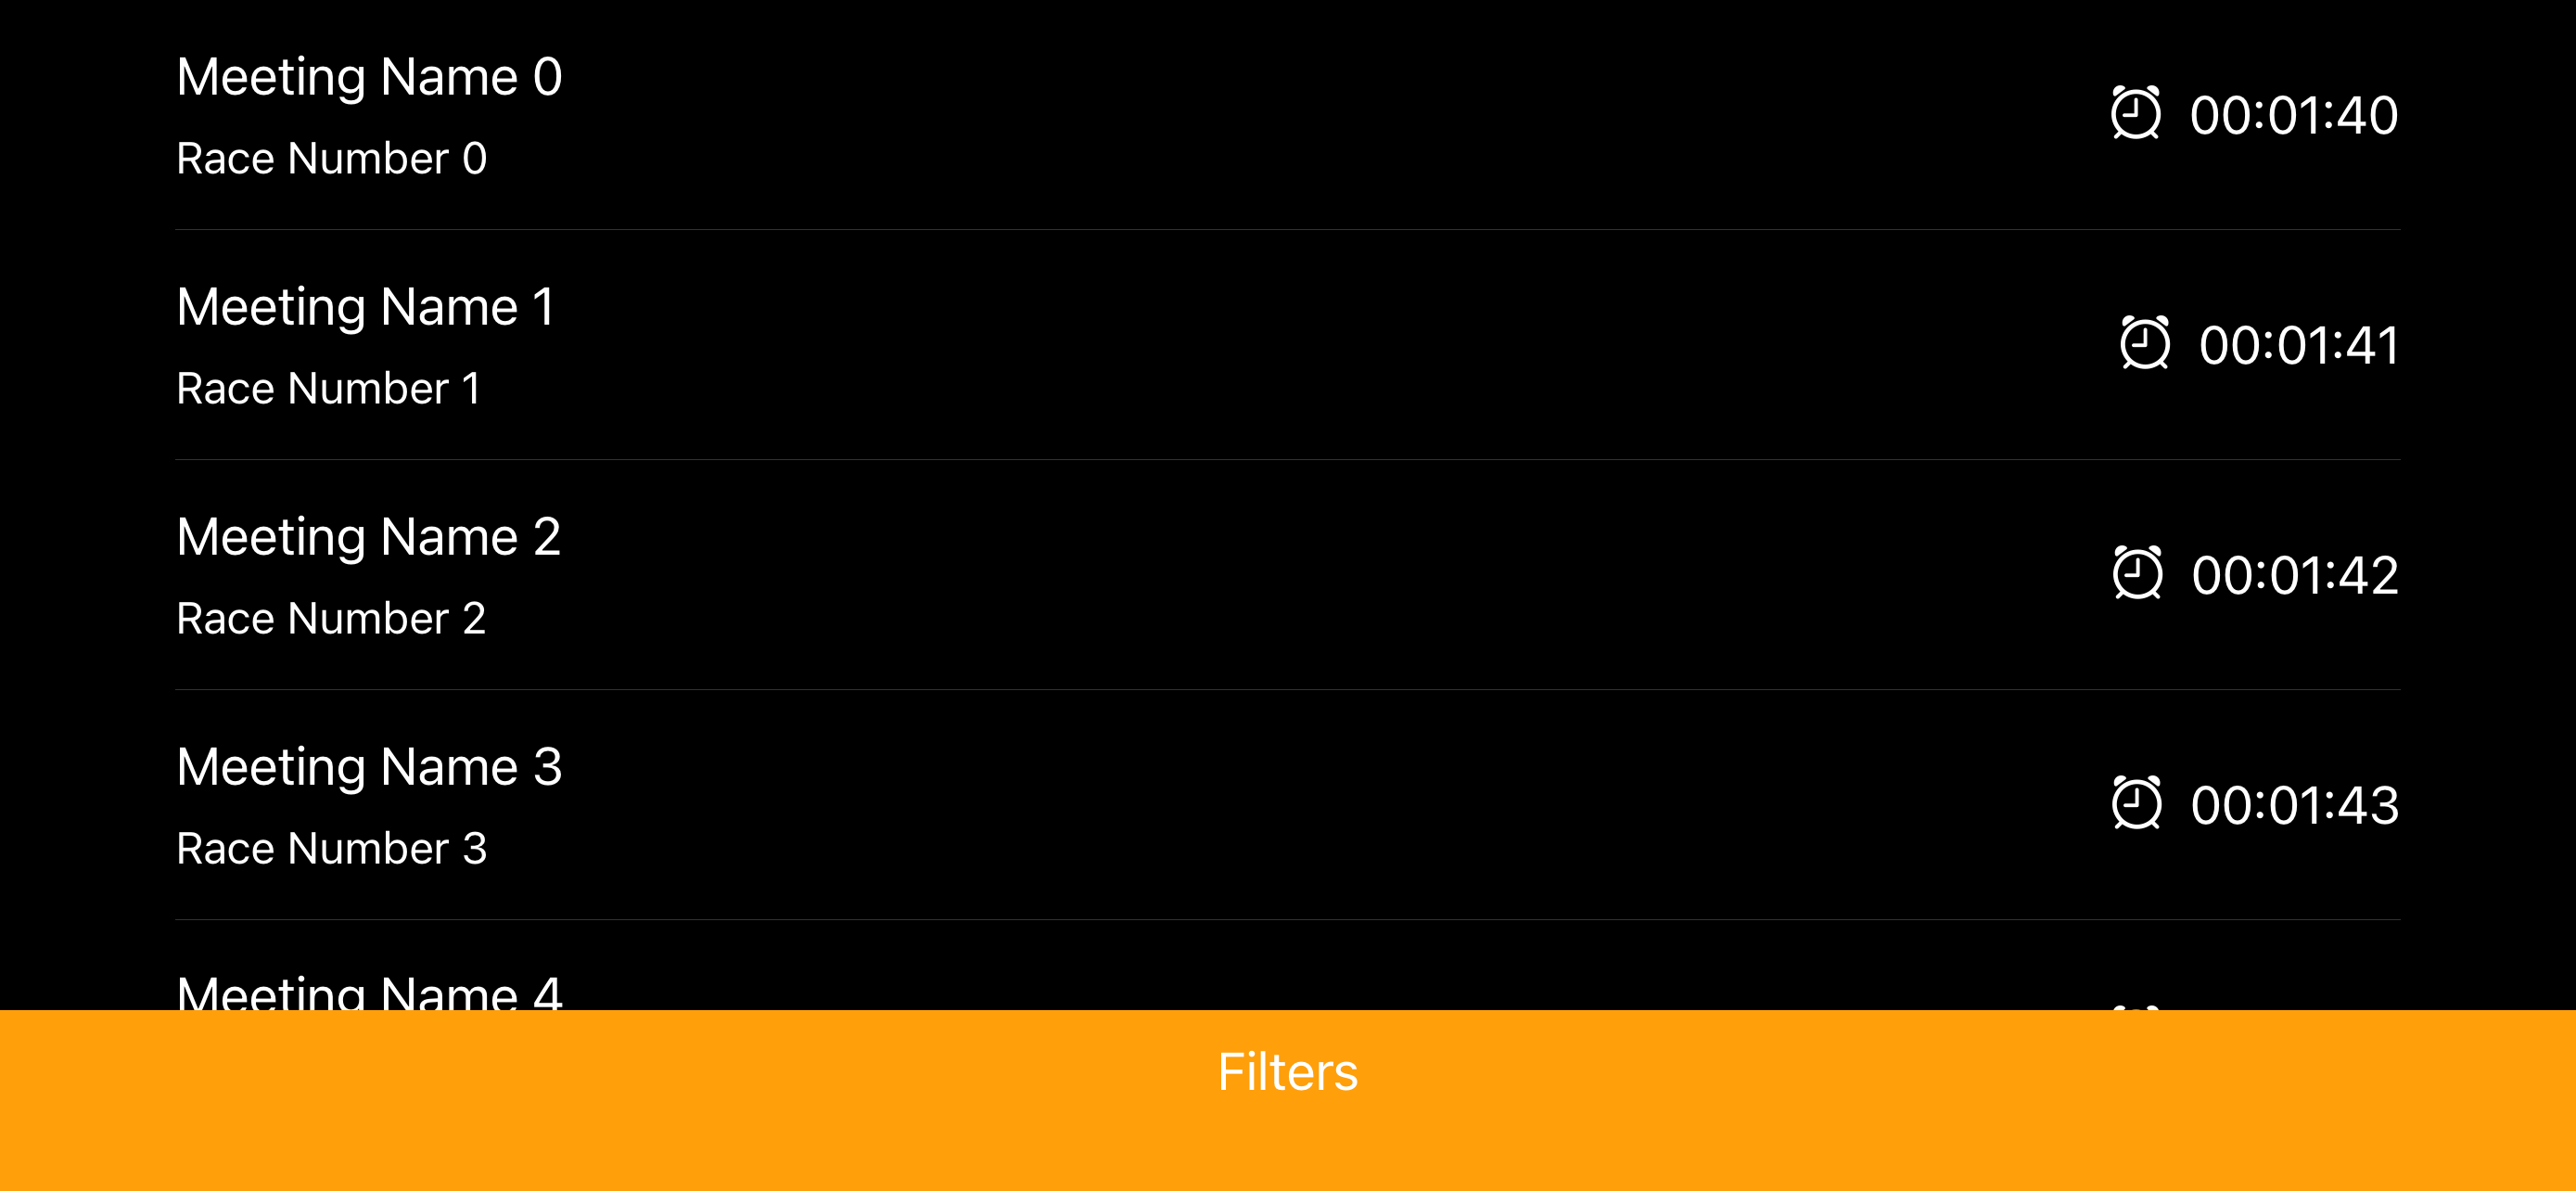 Meeting Name 0
Race Number 0
00:01:40
Meeting Name 1
Race Number 1
00:01:41
Meeting Name 2
Race Number 2
00:01:42
Meeting Name 3
Race Number 3
00:01:43
Meeting Name 4
Filters